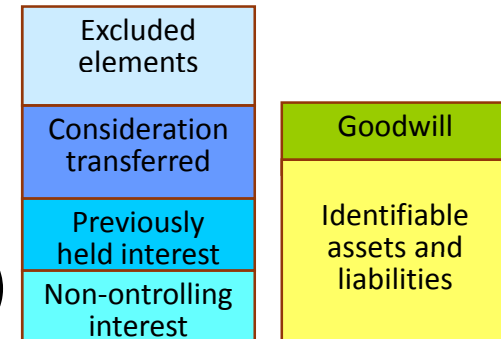 Excluded
elements
Consideration
transferred
Previously
held interest
Non-ontrolling
interest
Goodwill
Identifiable
assets and
liabilities